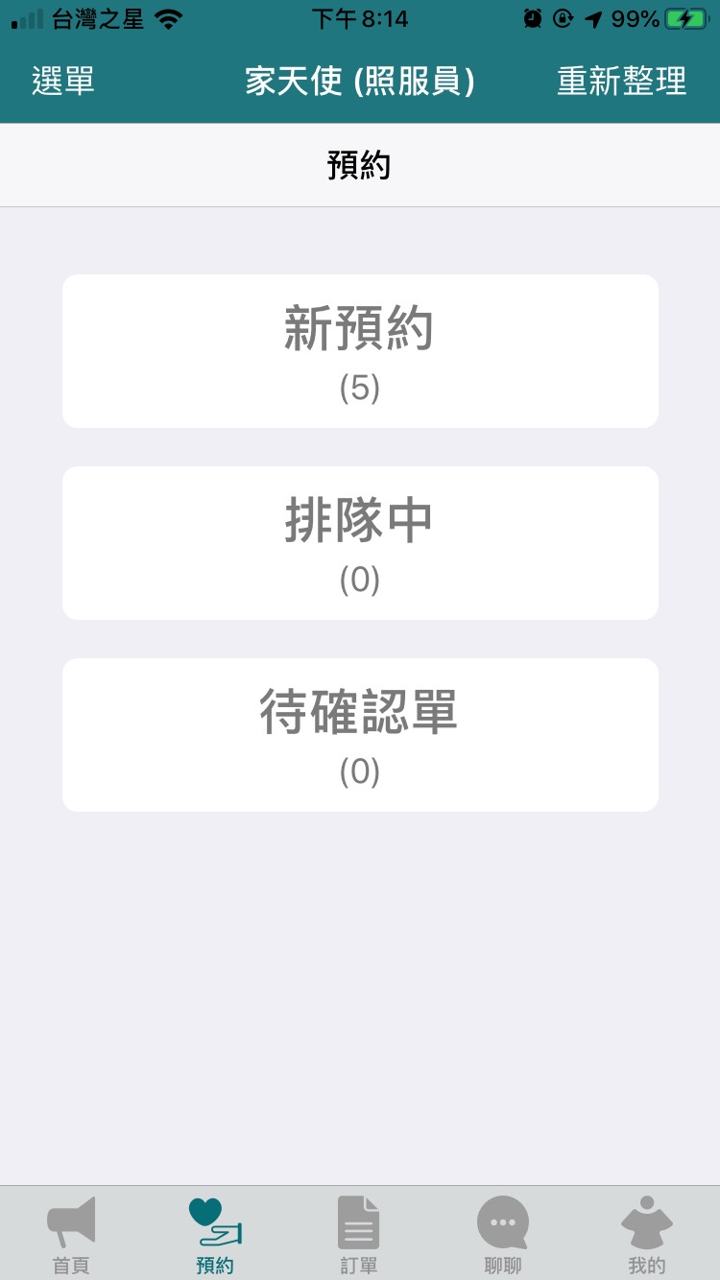 台灣之星 下午8:14 99%
選單 家天使 (照服員) 重新整理
預約
新預約
(5)
排隊中
(0)
待確認單
(0)
首頁 預約 訂單 聊聊 我的